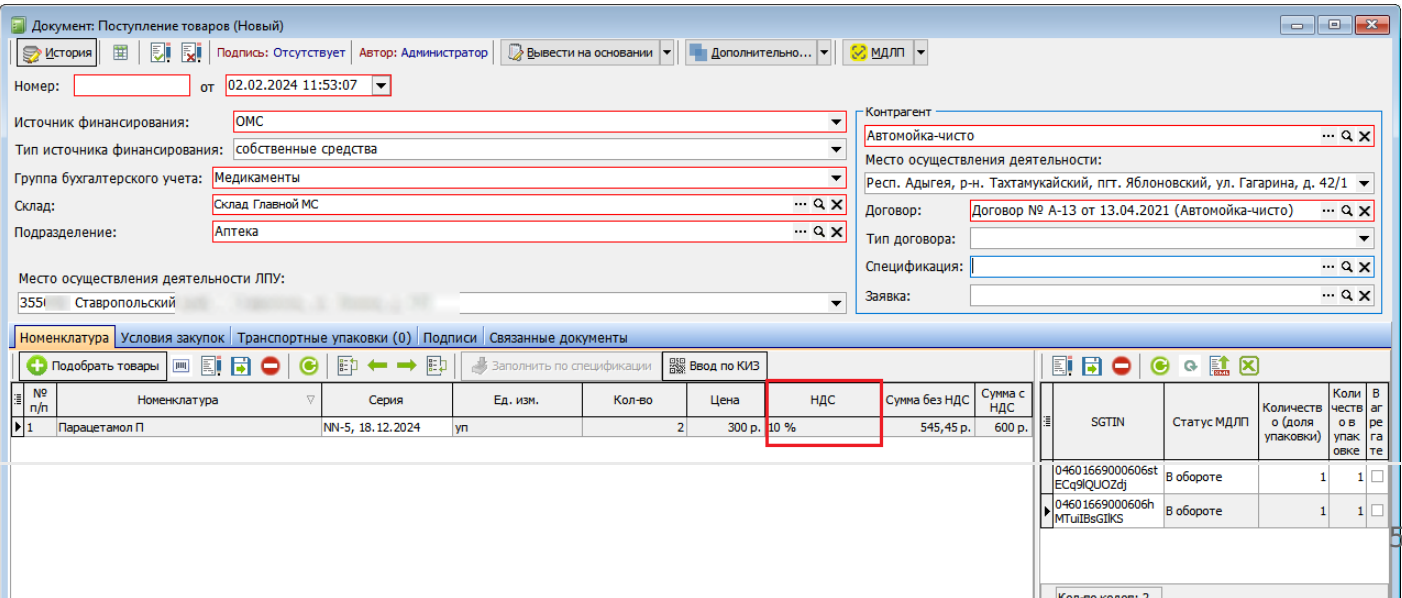 Документ: Поступление товаров (Новый)
История Подпись: Отсутствует Автор: Администратор Вывести на основании Дополнительно... МДЛП
Номер: от 02.02.2024 11:53:07
Источник финансирования: ОМС
Тип источника финансирования: собственные средства
Группа бухгалтерского учета: Медикаменты
Склад: Склад Главной МС
Подразделение: Аптека
Место осуществления деятельности ЛПУ:
Ставропольский
Контрагент
Автомойка-чисто
Место осуществления деятельности:
Респ. Адыгея, р-н. Тахтамукайский, пгт. Яблоновский, ул. Гагарина, д. 42/1
Договор: Договор № А-13 от 13.04.2021 (Автомойка-чисто)
Тип договора:
Спецификация:
Заявка:
Номенклатура Условия закупок Транспортные упаковки (0) Подписи Связанные документы
Подобрать товары Заполнить по спецификации Ввод по КИЗ
№ п/п Номенклатура Серия Ед. изм. Кол-во Цена НДС Сумма без НДС Сумма с НДС
1 Парацетамол П NN-5, 18.12.2024 уп 2 300 р. 10 % 545,45 р. 600 р.
SGTIN Статус МДЛП Количество (доля упаковки) Количество в упаковке В агрегате
04601669000606st
В обороте 1 1
04601669000606h
В обороте 1 1
5